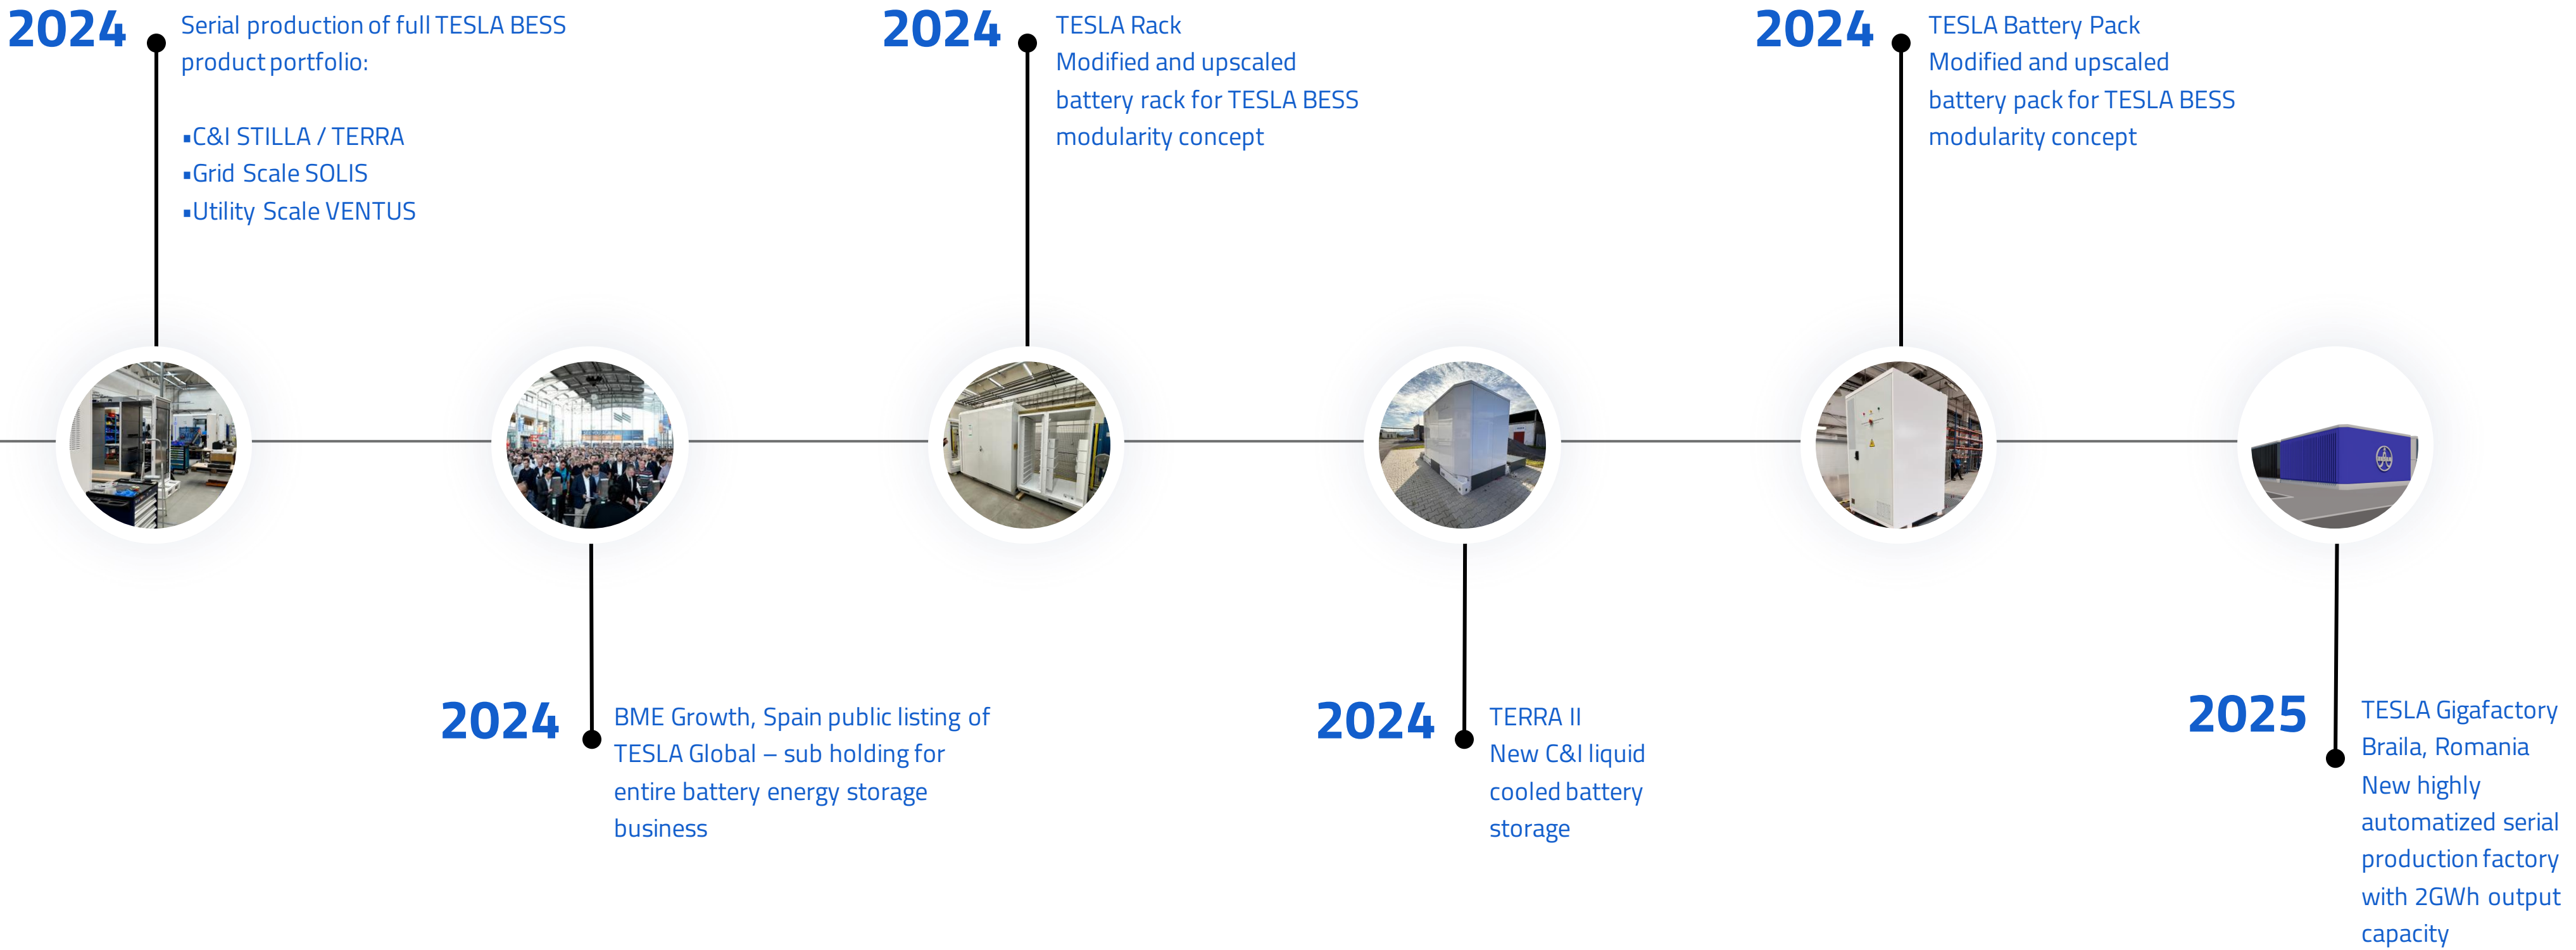 2024
Serial production of full TESLA BESS
product portfolio:
▪C&I STILLA / TERRA
▪Grid Scale SOLIS
▪Utility Scale VENTUS
2024
BME Growth, Spain public listing of
TESLA Global – sub holding for
entire battery energy storage
business
2024
TESLA Rack
Modified and upscaled
battery rack for TESLA BESS
modularity concept
2024
TERRA II
New C&I liquid
cooled battery
storage
2024
TESLA Battery Pack
Modified and upscaled
battery pack for TESLA BESS
modularity concept
2025
TESLA Gigafactory
Braila, Romania
New highly
automatized serial
production factory
with 2GWh output
capacity